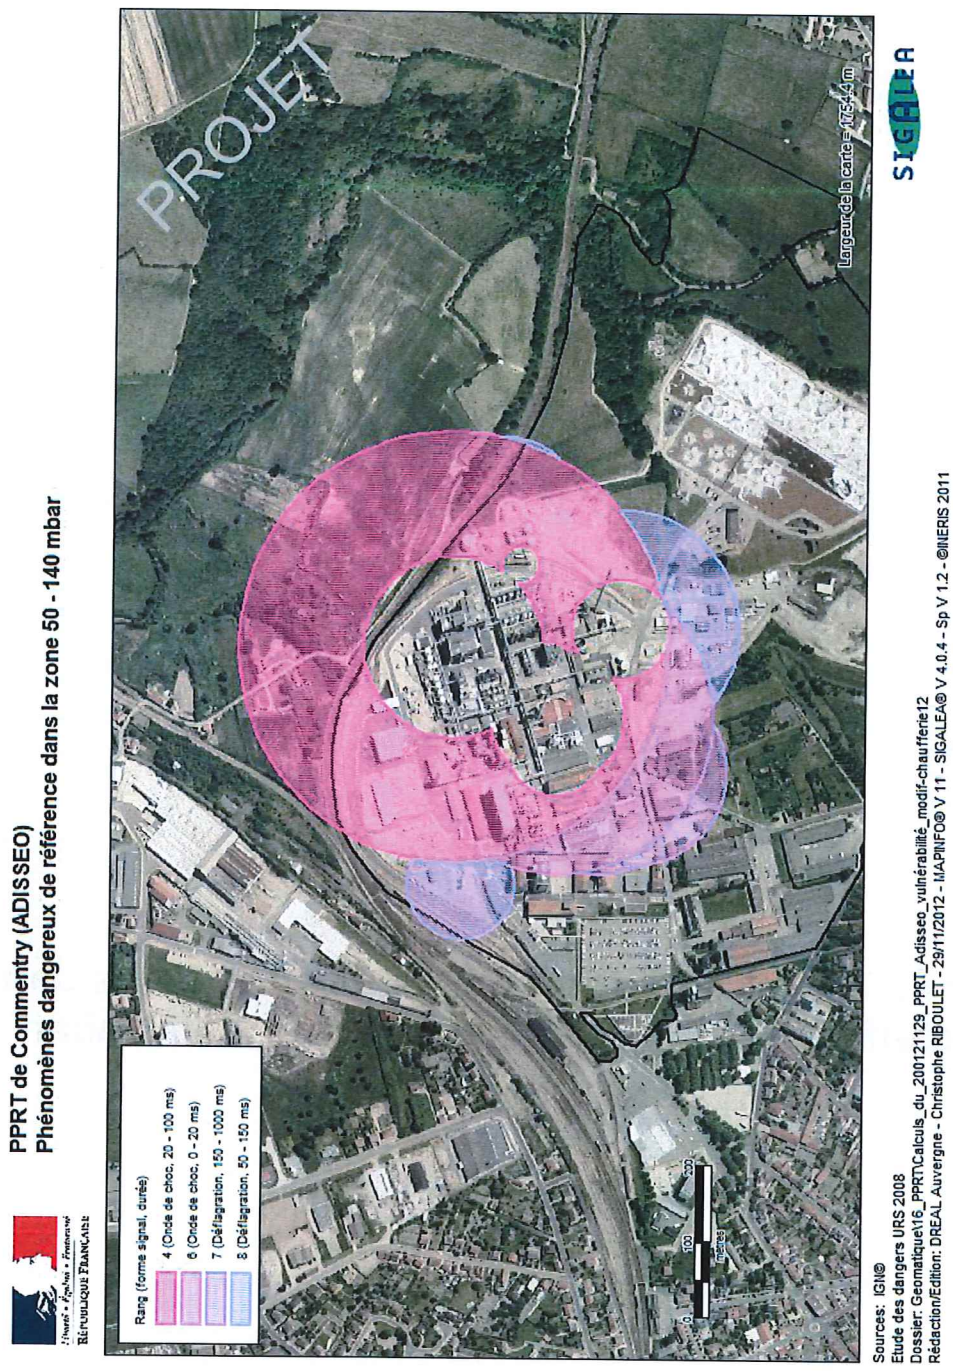 PPRT de Commentry (ADISSEO)
Phénomènes dangereux de référence dans la zone 50 - 140 mbar
Liberté • Égalité • Fraternité
RÉPUBLIQUE FRANÇAISE
PROJET
Rang (forme signal, durée)
4 (Onde de choc, 20 - 100 ms)
6 (Onde de choc, 0 - 20 ms)
7 (Déflagration, 150 - 1000 ms)
8 (Déflagration, 50 - 150 ms)
0 100 200
mètres
Largeur de la carte = 1754.4 m
SIGALEA
Sources: IGN©
Etude des dangers URS 2008
Dossier: Geomatique\16_PPRT\Calculs_du_200121129_PPRT_Adisseo_vulnérabilité_modif-chaufferie12
Rédaction/Edition: DREAL Auvergne - Christophe RIBOULET - 29/11/2012 - MAPINFO® V 11 - SIGALEA® V 4.0.4 - Sp V 1.2 - ©INERIS 2011